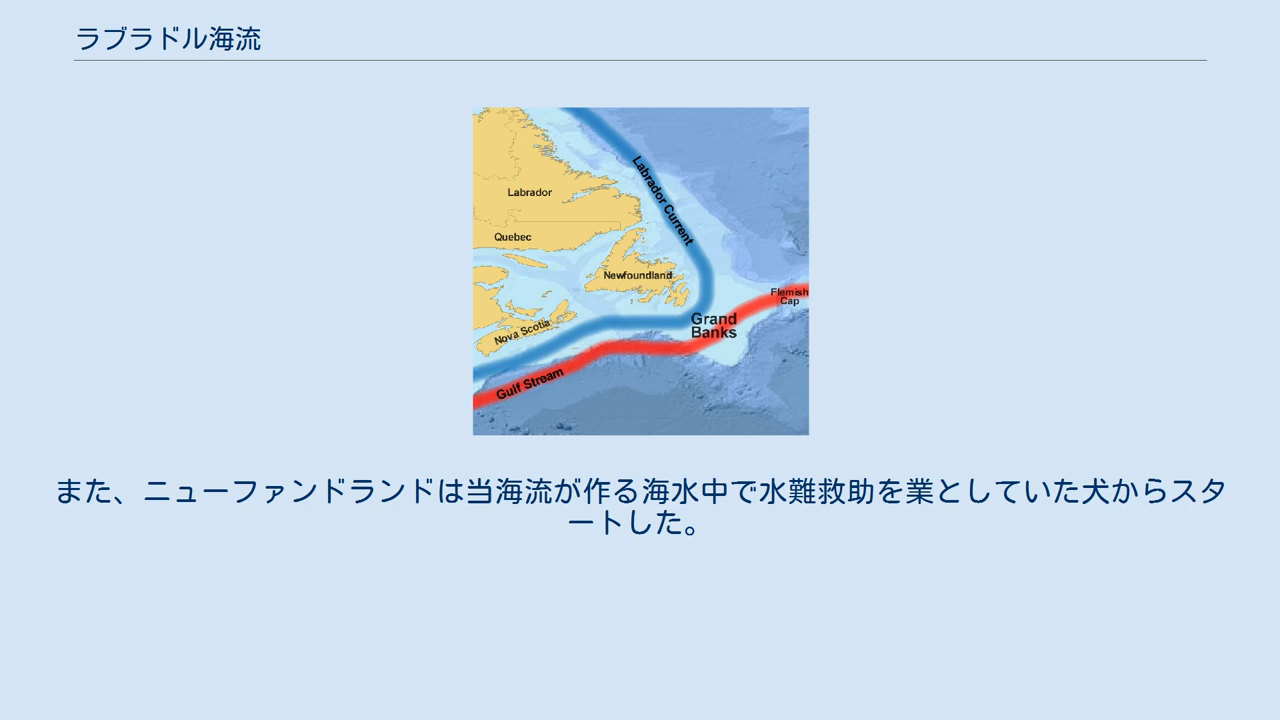 ラブラドル海流
Labrador Current
Labrador
Quebec
Newfoundland
Flemish
Cap
Grand
Banks
Nova Scotia
Gulf Stream
また、ニューファンドランドは当海流が作る海水中で水難救助を業としていた犬からスタ
ートした。